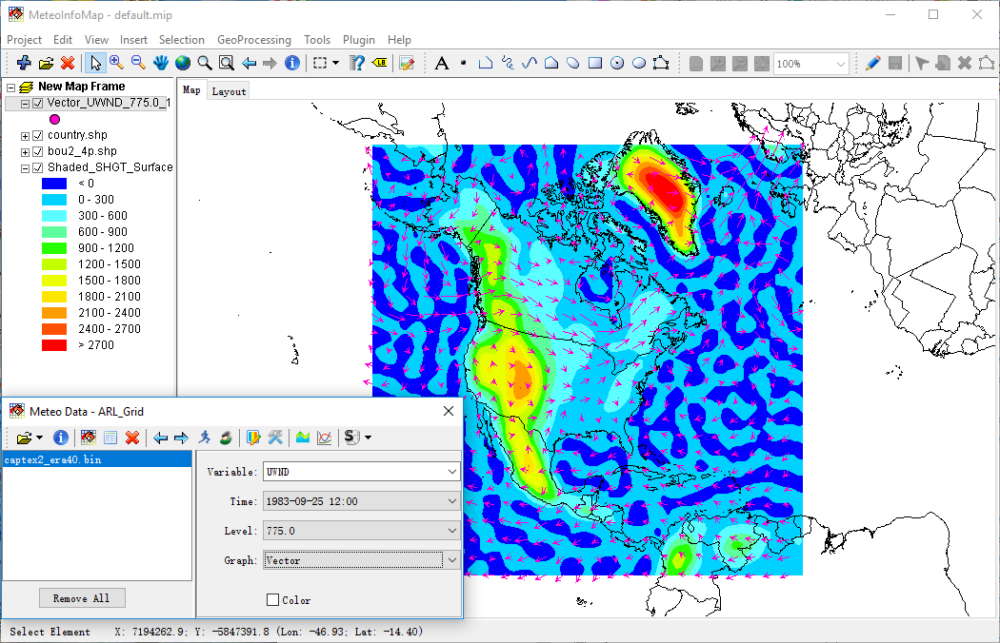 MeteoInfoMap - default.mip
Project Edit View Insert Selection GeoProcessing Tools Plugin Help
LB A 100%
New Map Frame
Vector_UWND_775.0_1
country.shp
bou2_4p.shp
Shaded_SHGT_Surface
< 0
0 - 300
300 - 600
600 - 900
900 - 1200
1200 - 1500
1500 - 1800
1800 - 2100
2100 - 2400
2400 - 2700
> 2700
Map Layout
Meteo Data - ARL_Grid
S
captex2_era40.bin
Remove All
Variable: UWND
Time: 1983-09-25 12:00
Level: 775.0
Graph: Vector
Color
Select Element X: 7194262.9; Y: -5847391.8 (Lon: -46.93; Lat: -14.40)